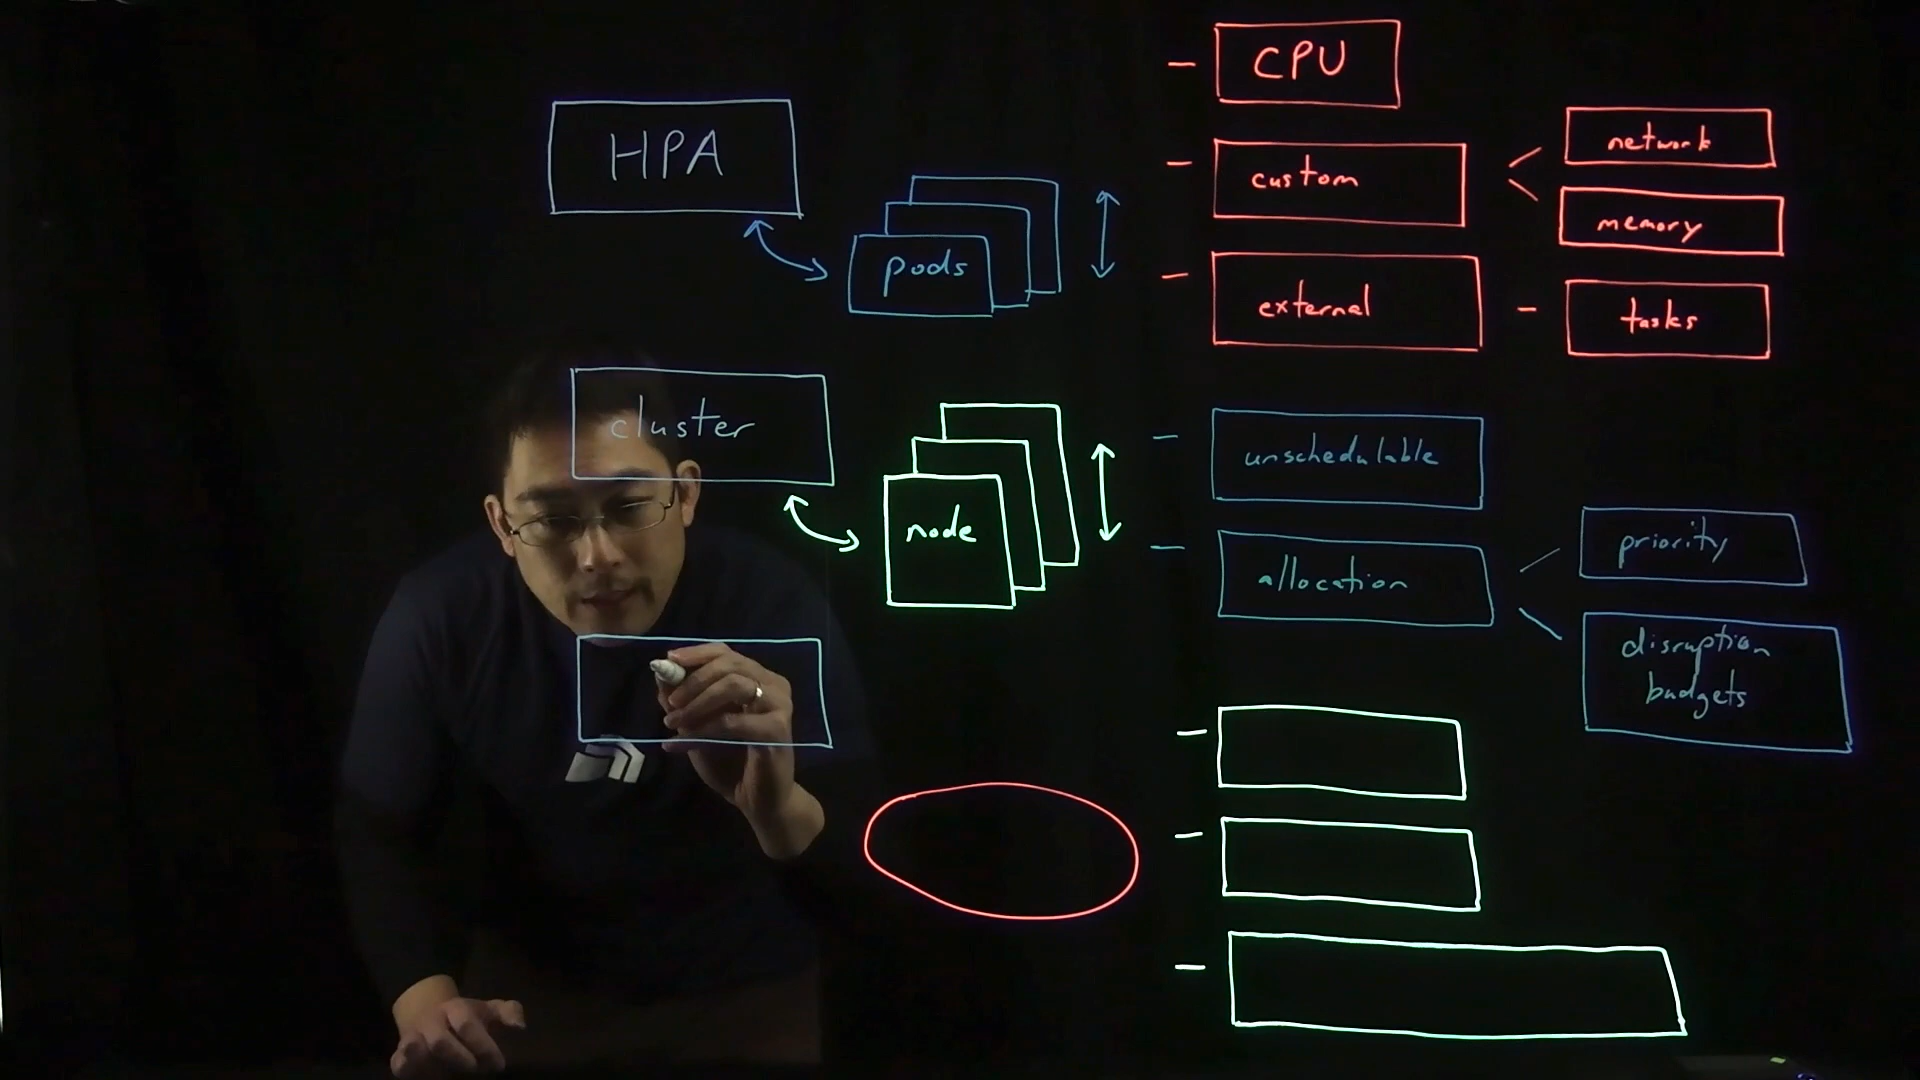 HPA
pods
CPU
custom
network
memory
external
tasks
cluster
node
unschedulable
allocation
priority
disruption
budgets